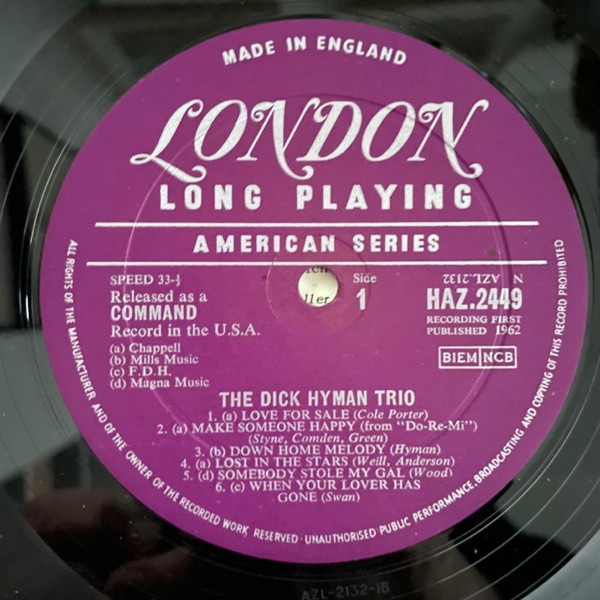 MADE IN ENGLAND
LONDON
LONG PLAYING
AMERICAN SERIES
SPEED 33-⅓
Released as a
COMMAND
Record in the U.S.A.
(a) Chappell
(b) Mills Music
(c) F.D.H.
(d) Magna Music
ller
Side
1
N AZL.2132
HAZ.2449
RECORDING FIRST
PUBLISHED 1962
BIEM NCB
THE DICK HYMAN TRIO
1. (a) LOVE FOR SALE (Cole Porter)
2. (a) MAKE SOMEONE HAPPY (from "Do-Re-Mi")
(Styne, Comden, Green)
3. (b) DOWN HOME MELODY (Hyman)
4. (a) LOST IN THE STARS (Weill, Anderson)
5. (d) SOMEBODY STOLE MY GAL (Wood)
6. (c) WHEN YOUR LOVER HAS
GONE (Swan)
ALL RIGHTS OF THE MANUFACTURER AND OF THE OWNER OF THE RECORDED WORK RESERVED · UNAUTHORISED PUBLIC PERFORMANCE, BROADCASTING AND COPYING OF THIS RECORD PROHIBITED
AZL-2132-1B